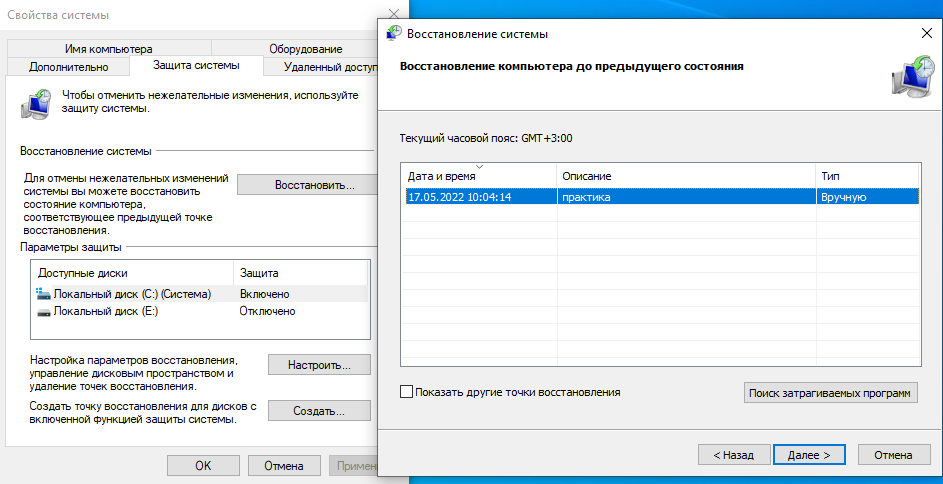 Свойства системы
Имя компьютера
Оборудование
Дополнительно
Защита системы
Удаленный доступ
Чтобы отменить нежелательные изменения, используйте
защиту системы.
Восстановление системы
Для отмены нежелательных изменений
системы вы можете восстановить
состояние компьютера,
соответствующее предыдущей точке
восстановления.
Восстановить...
Параметры защиты
Доступные диски
Защита
Локальный диск (C:) (Система)
Включено
Локальный диск (E:)
Отключено
Настройка параметров восстановления,
управление дисковым пространством и
удаление точек восстановления.
Настроить...
Создать точку восстановления для дисков с
включенной функцией защиты системы.
Создать...
OK
Отмена
Примен
Восстановление системы
Восстановление компьютера до предыдущего состояния
Текущий часовой пояс: GMT+3:00
Дата и время
Описание
Тип
17.05.2022 10:04:14
практика
Вручную
Показать другие точки восстановления
Поиск затрагиваемых программ
< Назад
Далее >
Отмена